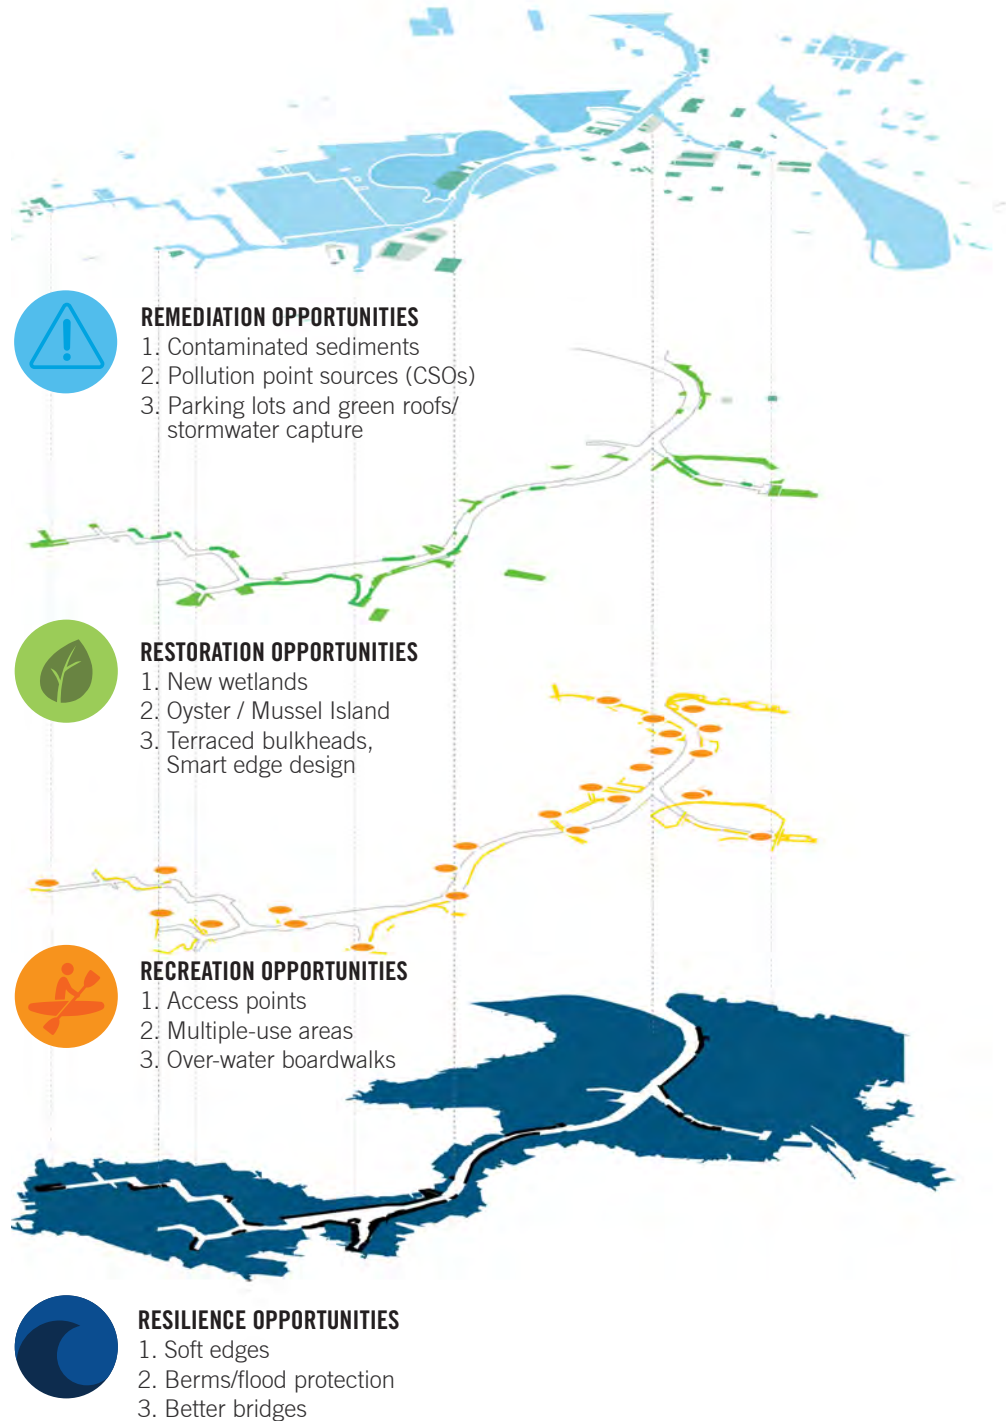 REMEDIATION OPPORTUNITIES
1. Contaminated sediments
2. Pollution point sources (CSOs)
3. Parking lots and green roofs/
stormwater capture
RESTORATION OPPORTUNITIES
1. New wetlands
2. Oyster / Mussel Island
3. Terraced bulkheads,
Smart edge design
RECREATION OPPORTUNITIES
1. Access points
2. Multiple-use areas
3. Over-water boardwalks
RESILIENCE OPPORTUNITIES
1. Soft edges
2. Berms/flood protection
3. Better bridges